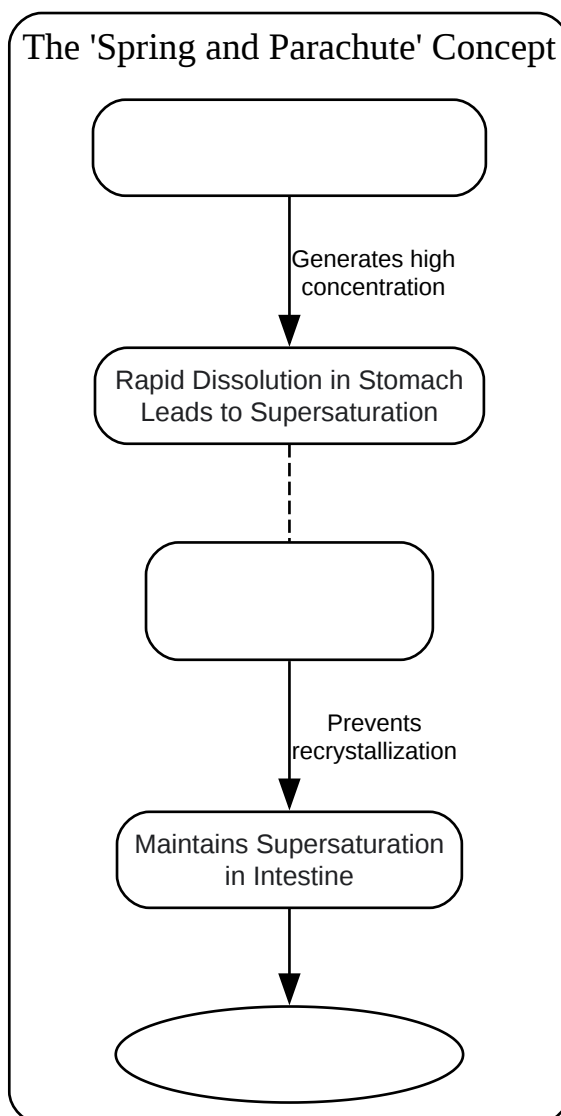 The 'Spring and Parachute' Concept
Generates high
concentration
Rapid Dissolution in Stomach
Leads to Supersaturation
Prevents
recrystallization
Maintains Supersaturation
in Intestine